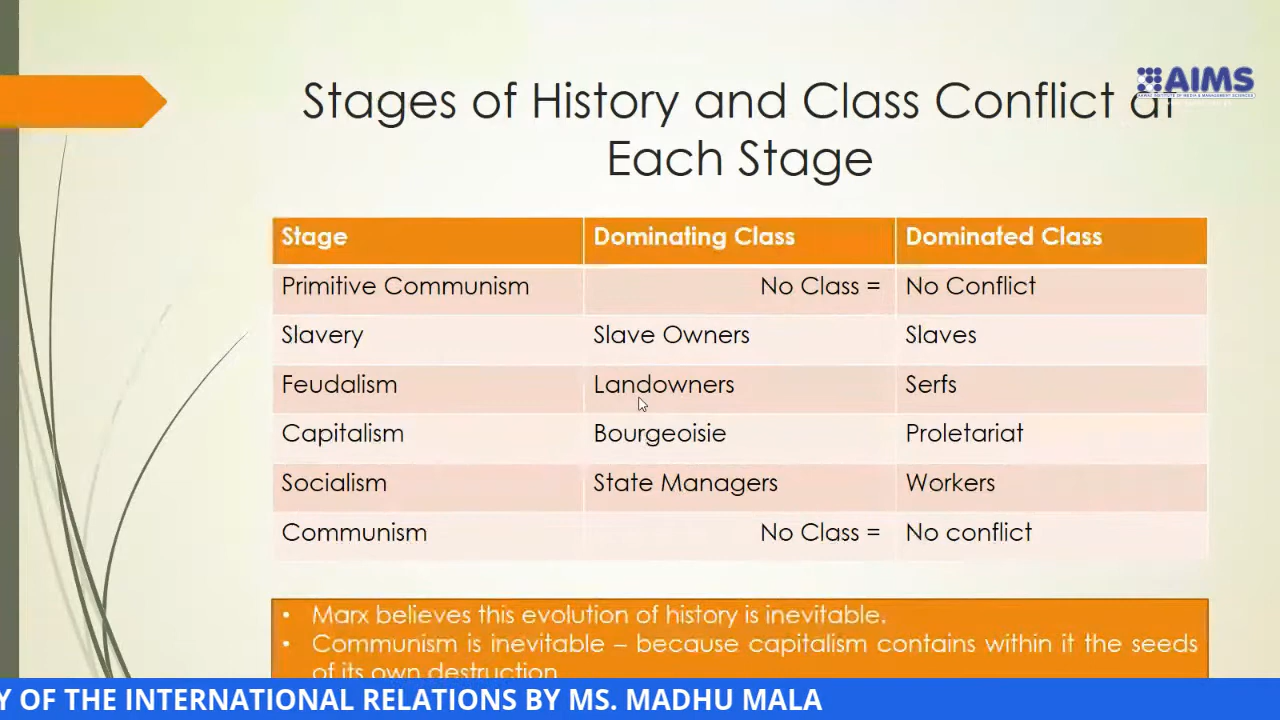 AIMS
Stages of History and Class Conflict at
Each Stage
Stage Dominating Class Dominated Class
Primitive Communism No Class = No Conflict
Slavery Slave Owners Slaves
Feudalism Landowners Serfs
Capitalism Bourgeoisie Proletariat
Socialism State Managers Workers
Communism No Class = No conflict
• Marx believes this evolution of history is inevitable.
• Communism is inevitable – because capitalism contains within it the seeds
of its own destruction
Y OF THE INTERNATIONAL RELATIONS BY MS. MADHU MALA